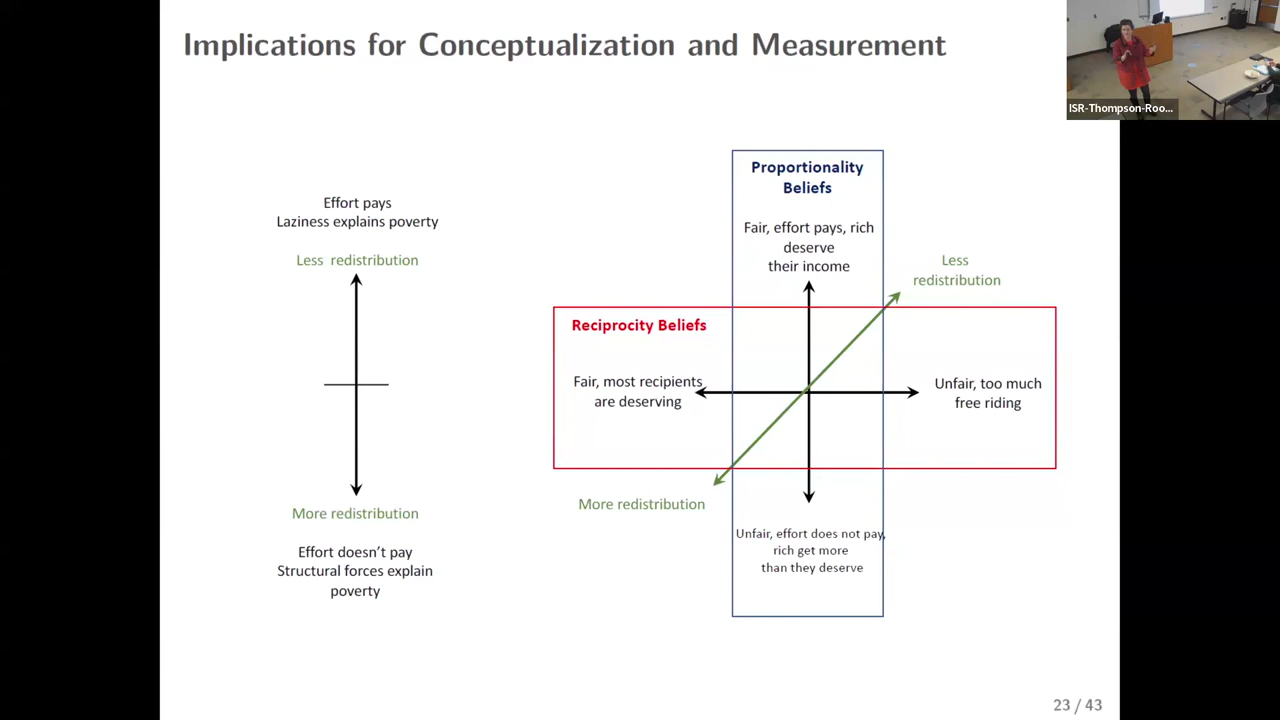 Implications for Conceptualization and Measurement
ISR-Thompson-Roo...
Effort pays
Laziness explains poverty
Less redistribution
More redistribution
Effort doesn’t pay
Structural forces explain
poverty
Proportionality
Beliefs
Fair, effort pays, rich
deserve
their income
Less
redistribution
Reciprocity Beliefs
Fair, most recipients
are deserving
Unfair, too much
free riding
More redistribution
Unfair, effort does not pay,
rich get more
than they deserve
23 / 43